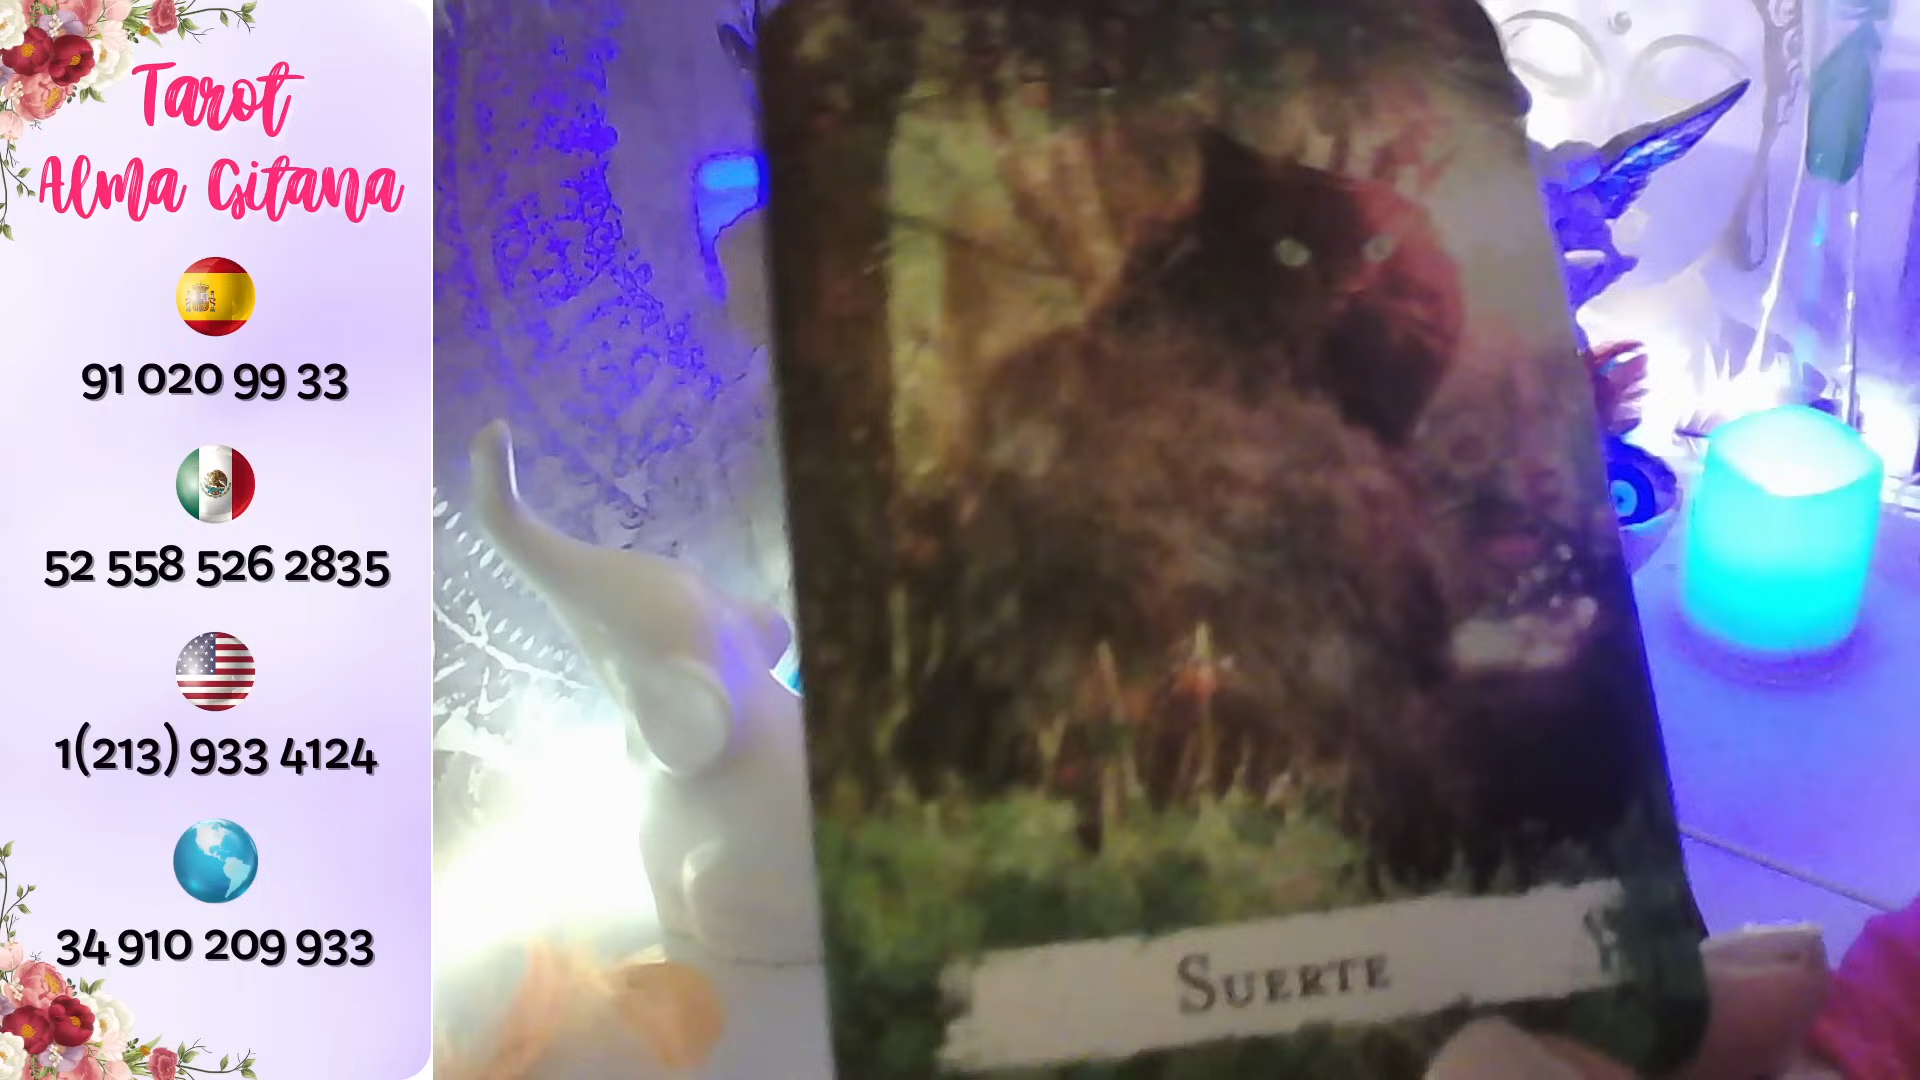 Tarot
Alma Gitana
91 020 99 33
52 558 526 2835
1(213) 933 4124
34 910 209 933
SUERTE